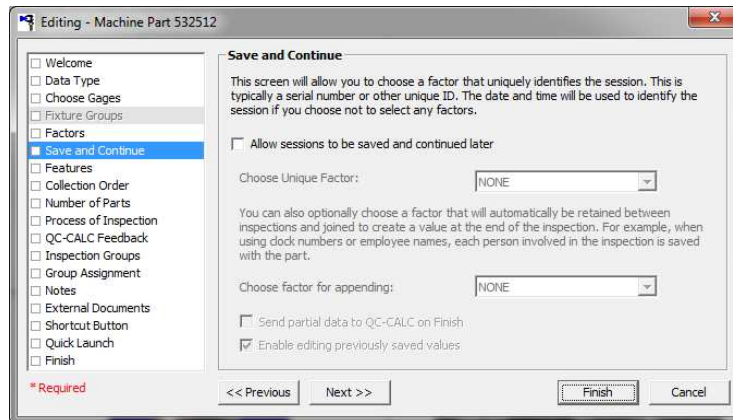 Editing - Machine Part 532512
Welcome
Data Type
Choose Gages
Fixture Groups
Factors
Save and Continue
Features
Collection Order
Number of Parts
Process of Inspection
QC-CALC Feedback
Inspection Groups
Group Assignment
Notes
External Documents
Shortcut Button
Quick Launch
Finish
* Required
Save and Continue
This screen will allow you to choose a factor that uniquely identifies the session. This is
typically a serial number or other unique ID. The date and time will be used to identify the
session if you choose not to select any factors.
Allow sessions to be saved and continued later
Choose Unique Factor: NONE
You can also optionally choose a factor that will automatically be retained between
inspections and joined to create a value at the end of the inspection. For example, when
using clock numbers or employee names, each person involved in the inspection is saved
with the part.
Choose factor for appending: NONE
Send partial data to QC-CALC on Finish
Enable editing previously saved values
<< Previous Next >> Finish Cancel